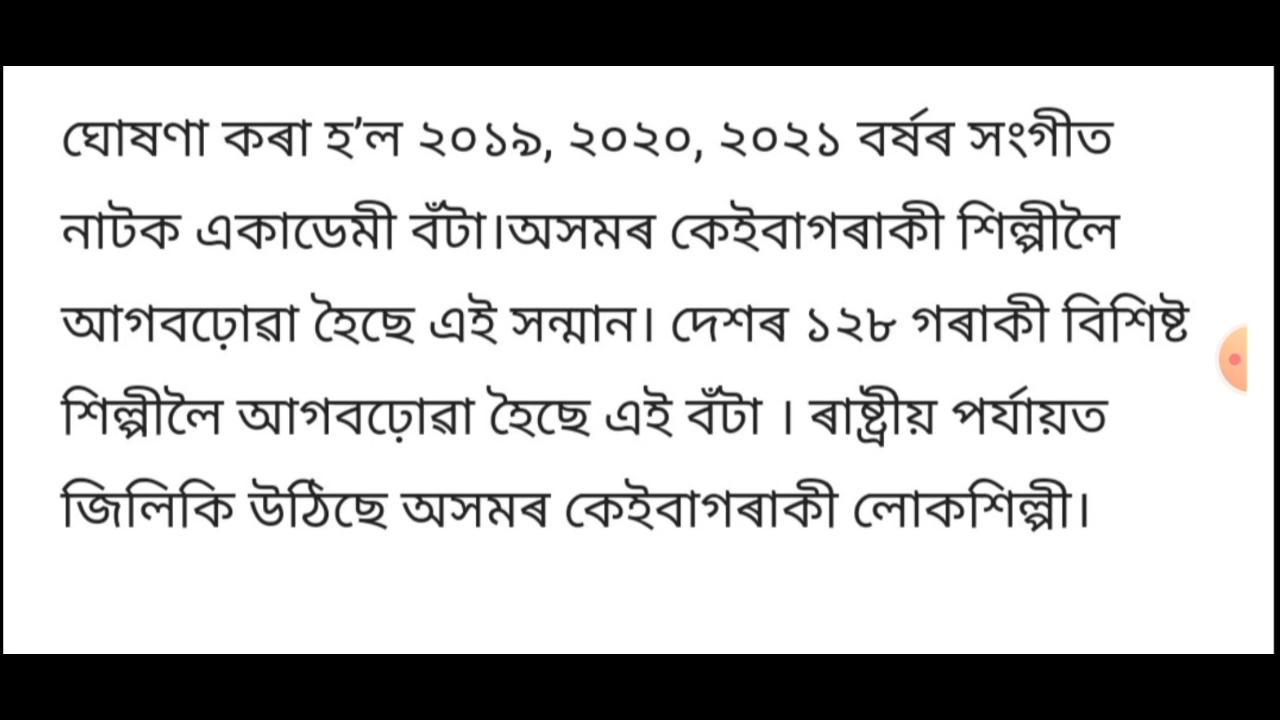 ঘোষণা কৰা হ’ল ২০১৯, ২০২০, ২০২১ বৰ্ষৰ সংগীত
নাটক একাডেমী বঁটা।অসমৰ কেইবাগৰাকী শিল্পীলৈ
আগবঢ়োৱা হৈছে এই সন্মান। দেশৰ ১২৮ গৰাকী বিশিষ্ট
শিল্পীলৈ আগবঢ়োৱা হৈছে এই বঁটা । ৰাষ্ট্ৰীয় পৰ্যায়ত
জিলিকি উঠিছে অসমৰ কেইবাগৰাকী লোকশিল্পী।